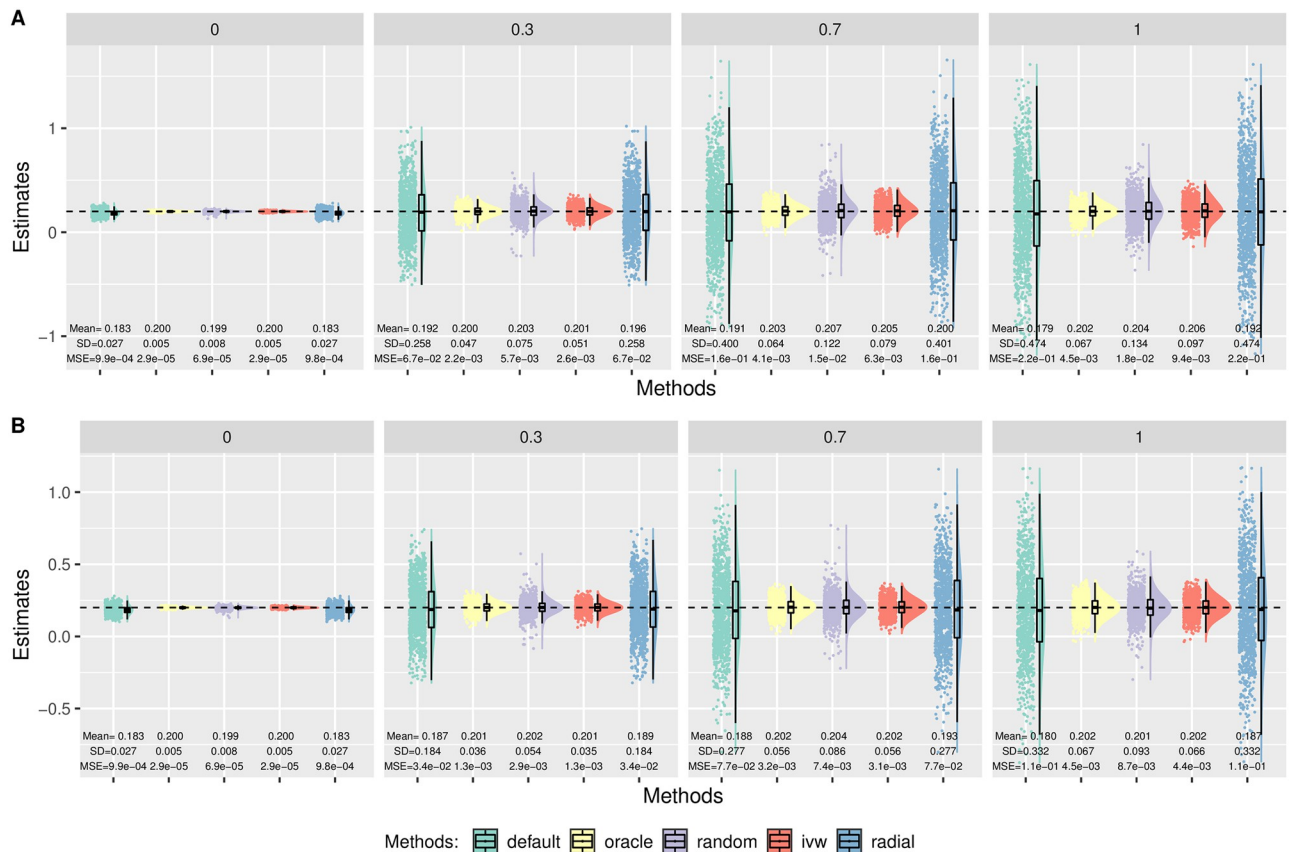 A
0 0.3 0.7 1
Estimates
1
0
−1
Mean= 0.183 0.200 0.199 0.200 0.183 Mean= 0.192 0.200 0.203 0.201 0.196 Mean= 0.191 0.203 0.207 0.205 0.200 Mean= 0.179 0.202 0.204 0.206 0.192
SD=0.027 0.005 0.008 0.005 0.027 SD=0.258 0.047 0.075 0.051 0.258 SD=0.400 0.064 0.122 0.079 0.401 SD=0.474 0.067 0.134 0.097 0.474
MSE=9.9e−04 2.9e−05 6.9e−05 2.9e−05 9.8e−04 MSE=6.7e−02 2.2e−03 5.7e−03 2.6e−03 6.7e−02 MSE=1.6e−01 4.1e−03 1.5e−02 6.3e−03 1.6e−01 MSE=2.2e−01 4.5e−03 1.8e−02 9.4e−03 2.2e−01
Methods
B
0 0.3 0.7 1
Estimates
1.0
0.5
0.0
−0.5
Mean= 0.183 0.200 0.199 0.200 0.183 Mean= 0.187 0.201 0.202 0.201 0.189 Mean= 0.188 0.202 0.204 0.202 0.193 Mean= 0.180 0.202 0.201 0.202 0.187
SD=0.027 0.005 0.008 0.005 0.027 SD=0.184 0.036 0.054 0.035 0.184 SD=0.277 0.056 0.086 0.056 0.277 SD=0.332 0.067 0.093 0.066 0.332
MSE=9.9e−04 2.9e−05 6.9e−05 2.9e−05 9.8e−04 MSE=3.4e−02 1.3e−03 2.9e−03 1.3e−03 3.4e−02 MSE=7.7e−02 3.2e−03 7.4e−03 3.1e−03 7.7e−02 MSE=1.1e−01 4.5e−03 8.7e−03 4.4e−03 1.1e−01
Methods
Methods: default oracle random ivw radial